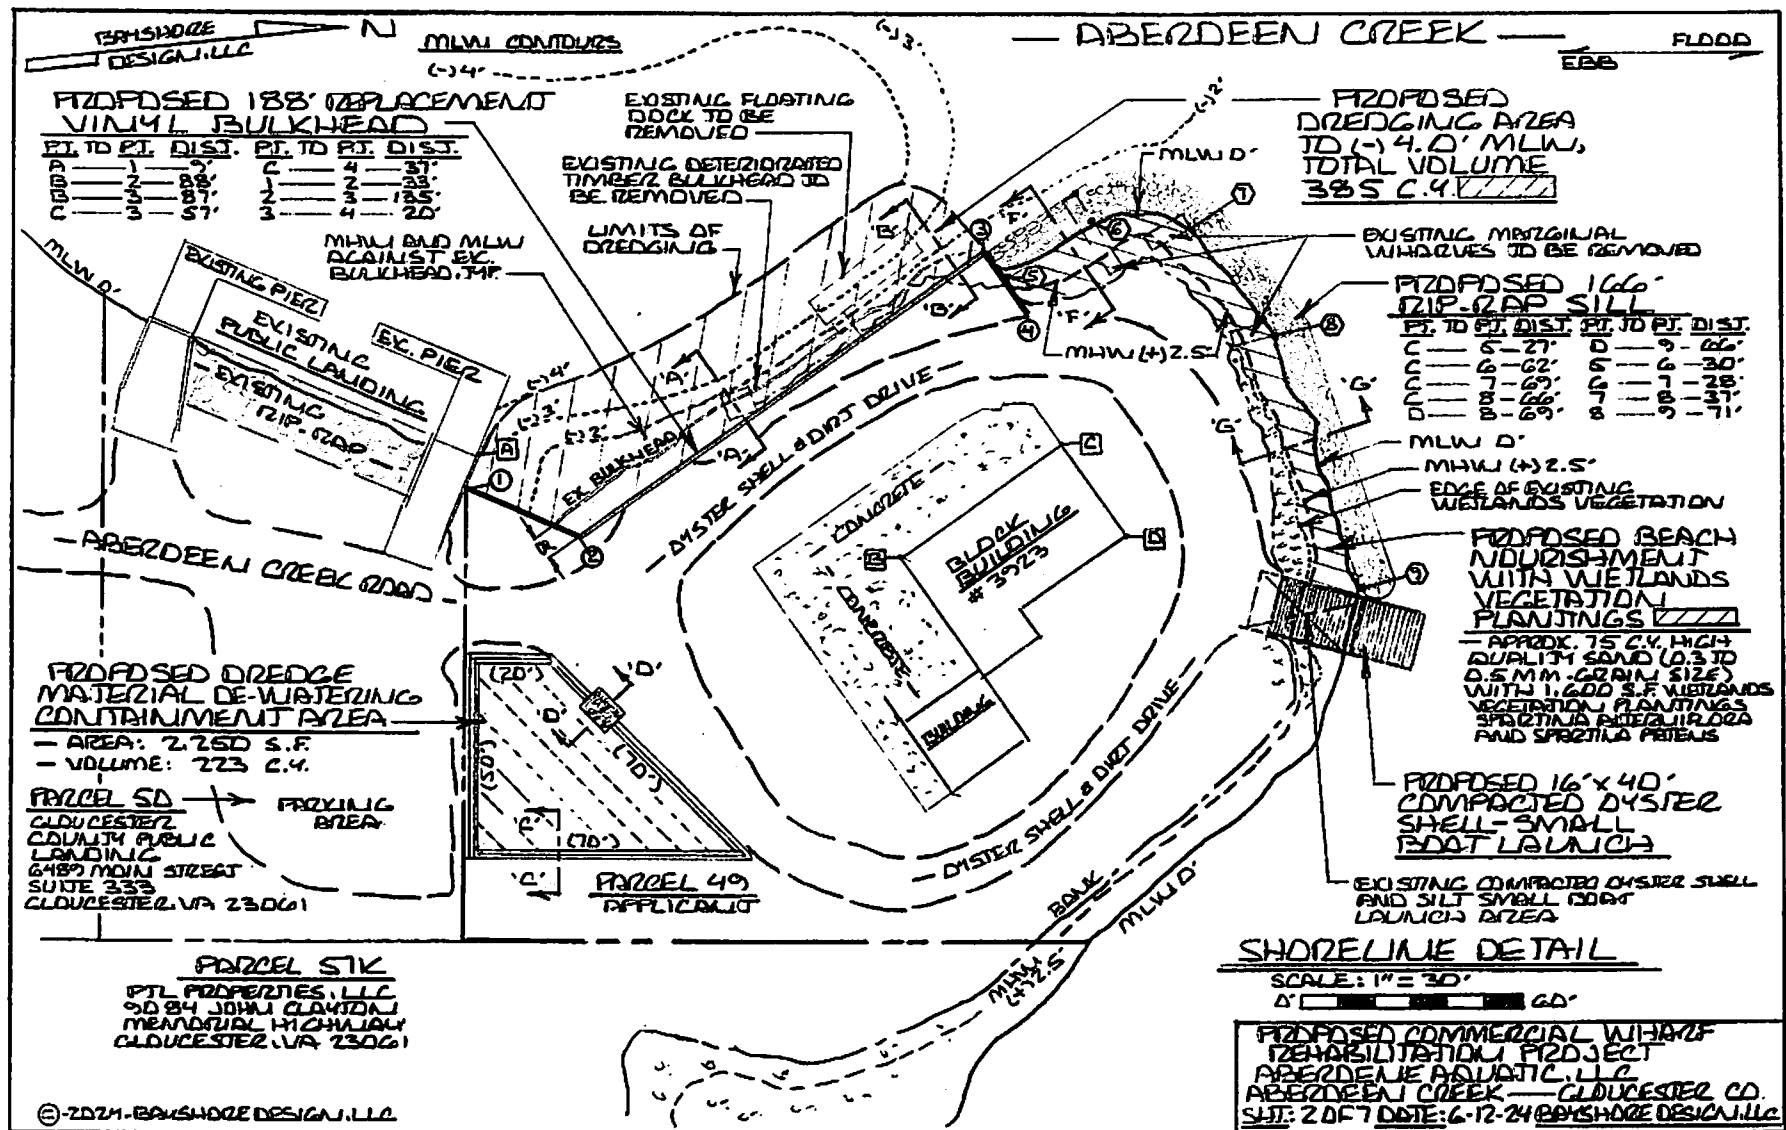 BAYSHORE
DESIGN, LLC
N
MLW CONTOURS
(-)4'
(-)3'
(-)2'
— ABERDEEN CREEK —
FLOOD
EBB
PROPOSED 188' REPLACEMENT
VINYL BULKHEAD
PT. TO PT. DIST. PT. TO PT. DIST.
A — 1 — 9' C — 4 — 37'
B — 2 — 88' 1 — 2 — 33'
B — 3 — 87' 2 — 3 — 135'
C — 3 — 57' 3 — 4 — 20'
EXISTING FLOATING
DOCK TO BE
REMOVED
EXISTING DETERIORATED
TIMBER BULKHEAD TO
BE REMOVED
LIMITS OF
DREDGING
MHW AND MLW
AGAINST EX.
BULKHEAD, TYP.
PROPOSED
DREDGING AREA
TO (-)4.0' MLW,
TOTAL VOLUME
385 C.Y.
MLW 0'
EXISTING MARGINAL
WHARVES TO BE REMOVED
PROPOSED 166'
RIP-RAP SILL
PT. TO PT. DIST. PT. TO PT. DIST.
C — 5 — 27' D — 9 — 66'
C — 6 — 62' 5 — 6 — 30'
C — 7 — 69' 6 — 7 — 28'
C — 8 — 66' 7 — 8 — 37'
D — 8 — 69' 8 — 9 — 71'
MLW 0'
EXISTING PIER
EXISTING
PUBLIC LANDING
EXISTING
RIP-RAP
EX. PIER
(-)4'
(-)3'
(-)2'
EX. BULKHEAD
'A'
'A'
'B'
'B'
'F'
'F'
'G'
'G'
A
B
C
D
1
2
3
4
5
6
7
8
9
R
MHW (+)2.5'
OYSTER SHELL & DIRT DRIVE
CONCRETE
CONCRETE
BLOCK
BUILDING
# 3923
BUILDING
OYSTER SHELL & DIRT DRIVE
MLW 0'
MHW (+)2.5'
EDGE OF EXISTING
WETLANDS VEGETATION
PROPOSED BEACH
NOURISHMENT
WITH WETLANDS
VEGETATION
PLANTINGS
— APPROX. 75 C.Y. HIGH
QUALITY SAND (0.3 TO
0.5 MM-GRAIN SIZE)
WITH 1,600 S.F. WETLANDS
VEGETATION PLANTINGS
SPARTINA ALTERNIFLORA
AND SPARTINA PATENS
PROPOSED 16' x 40'
COMPACTED OYSTER
SHELL-SMALL
BOAT LAUNCH
EXISTING COMPACTED OYSTER SHELL
AND SILT SMALL BOAT
LAUNCH AREA
ABERDEEN CREEK ROAD
PROPOSED DREDGE
MATERIAL DE-WATERING
CONTAINMENT AREA
— AREA: 2,250 S.F.
— VOLUME: 223 C.Y.
(20')
(50')
(70')
(70')
'D'
'D'
'C'
'C'
PARCEL 50
GLOUCESTER
COUNTY PUBLIC
LANDING
6489 MAIN STREET
SUITE 333
GLOUCESTER, VA 23061
PARKING
AREA
PARCEL 49
APPLICANT
BANK
MLW 0'
MHW
(+)2.5'
PARCEL 51K
PTL PROPERTIES, LLC
9084 JOHN CLAYTON
MEMORIAL HIGHWAY
GLOUCESTER, VA 23061
SHORELINE DETAIL
SCALE: 1" = 30'
0' 60'
PROPOSED COMMERCIAL WHARF
REHABILITATION PROJECT
ABERDENE AQUATIC, LLC
ABERDEEN CREEK — GLOUCESTER CO.
SHT: 2 OF 7 DATE: 6-12-24 BAYSHORE DESIGN, LLC
©-2024-BAYSHORE DESIGN, LLC